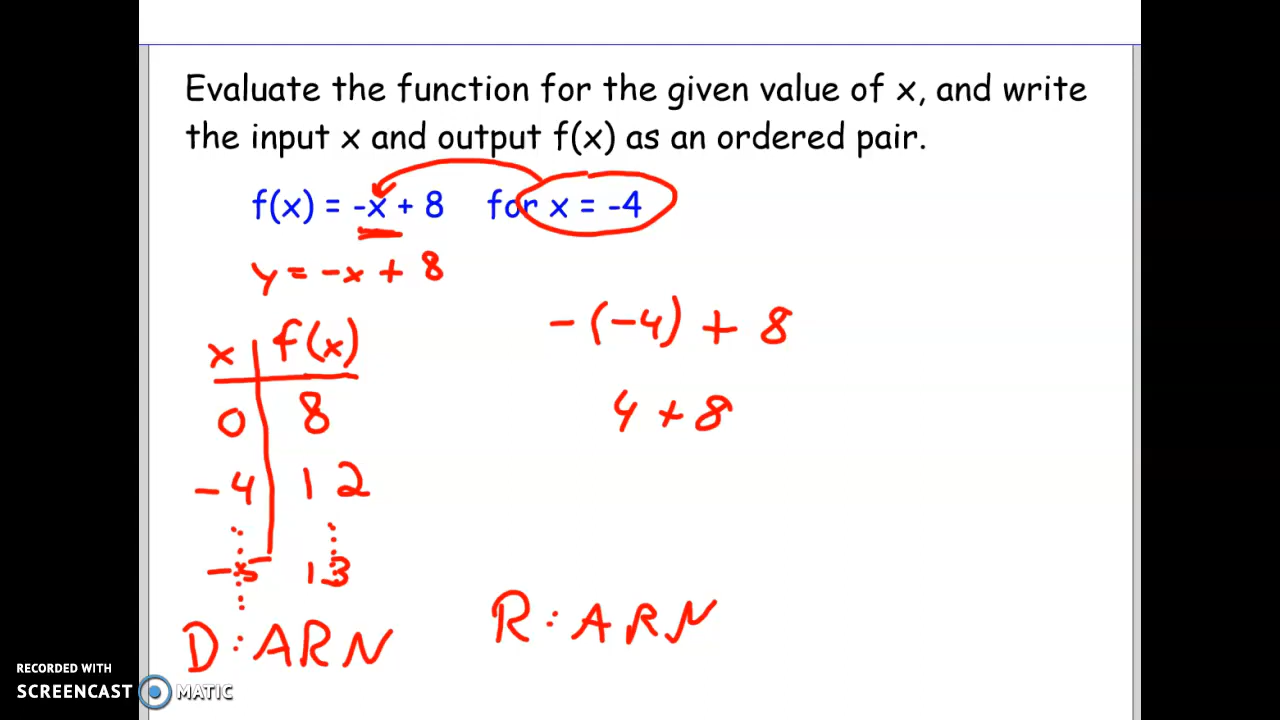 Evaluate the function for the given value of x, and write
the input x and output f(x) as an ordered pair.
f(x) = -x + 8 for x = -4
y = -x + 8
-(-4) + 8
x f(x)
4 + 8
0 8
-4 12
-5 13
D: ARN
R: ARN
RECORDED WITH
SCREENCAST MATIC